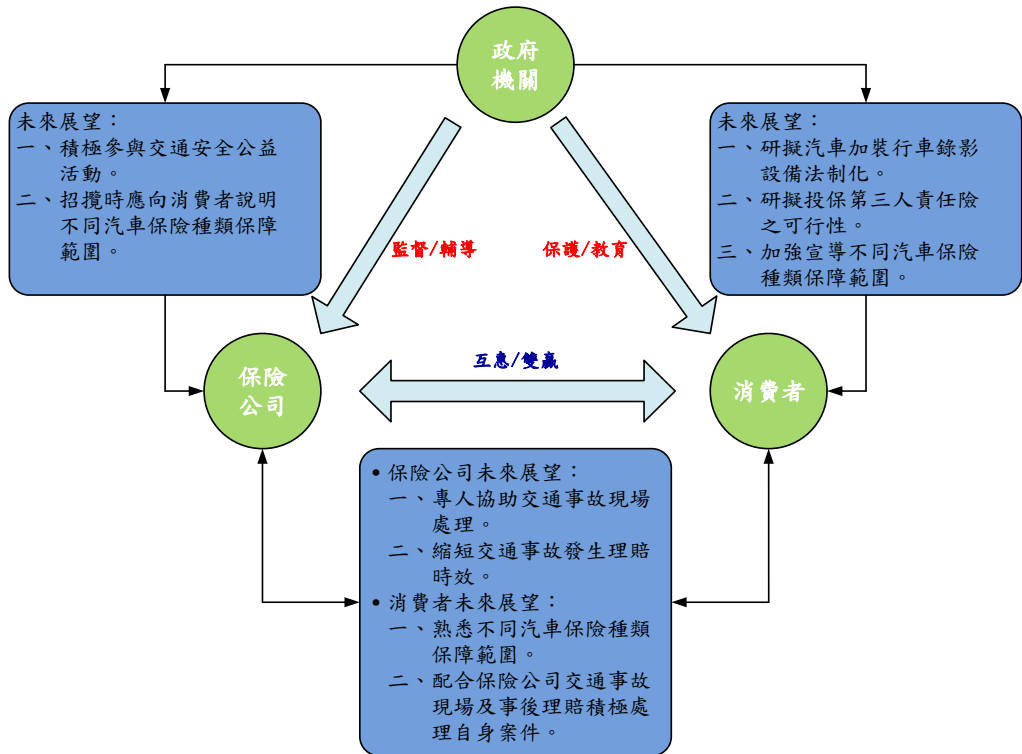 政府
機關
未來展望：
一、積極參與交通安全公益
活動。
二、招攬時應向消費者說明
不同汽車保險種類保障
範圍。
未來展望：
一、研擬汽車加裝行車錄影
設備法制化。
二、研擬投保第三人責任險
之可行性。
三、加強宣導不同汽車保險
種類保障範圍。
監督/輔導
保護/教育
保險
公司
互惠/雙贏
消費者
•保險公司未來展望：
一、專人協助交通事故現場
處理。
二、縮短交通事故發生理賠
時效。
•消費者未來展望：
一、熟悉不同汽車保險種類
保障範圍。
二、配合保險公司交通事故
現場及事後理賠積極處
理自身案件。